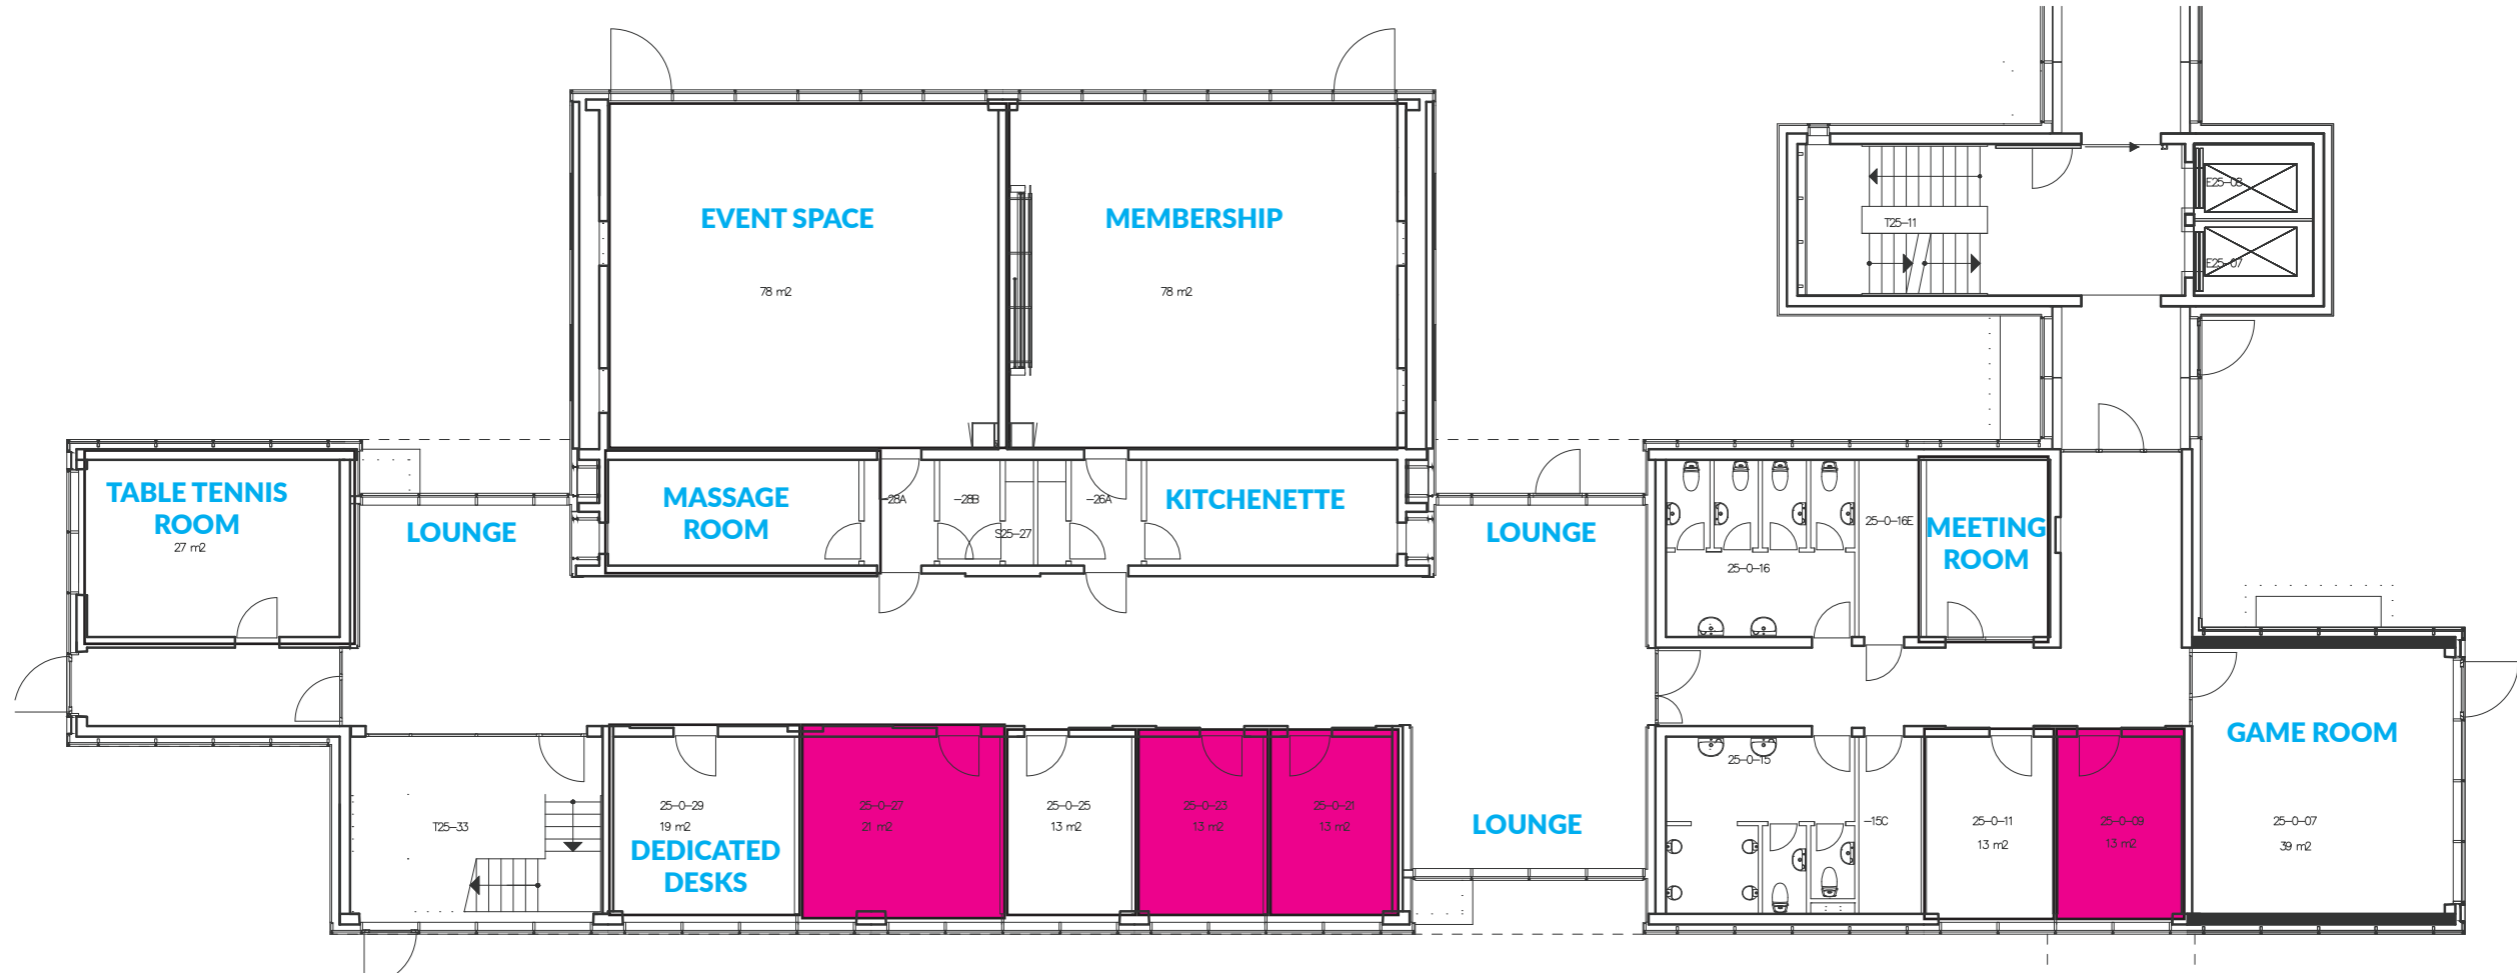 EVENT SPACE
78 m2
MEMBERSHIP
78 m2
T25-11
E25-08
E25-07
TABLE TENNIS
ROOM
27 m2
LOUNGE
MASSAGE
ROOM
-28A
-28B
S25-27
-26A
KITCHENETTE
LOUNGE
25-0-16
25-0-16E
MEETING
ROOM
T25-33
25-0-29
19 m2
DEDICATED
DESKS
25-0-27
21 m2
25-0-25
13 m2
25-0-23
13 m2
25-0-21
13 m2
LOUNGE
25-0-15
-15C
25-0-11
13 m2
25-0-09
13 m2
GAME ROOM
25-0-07
39 m2